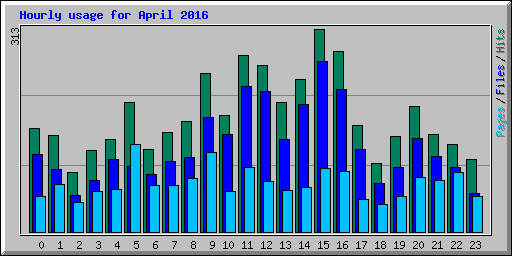 Hourly usage for April 2016
313
Pages / Files / Hits
0 1 2 3 4 5 6 7 8 9 10 11 12 13 14 15 16 17 18 19 20 21 22 23